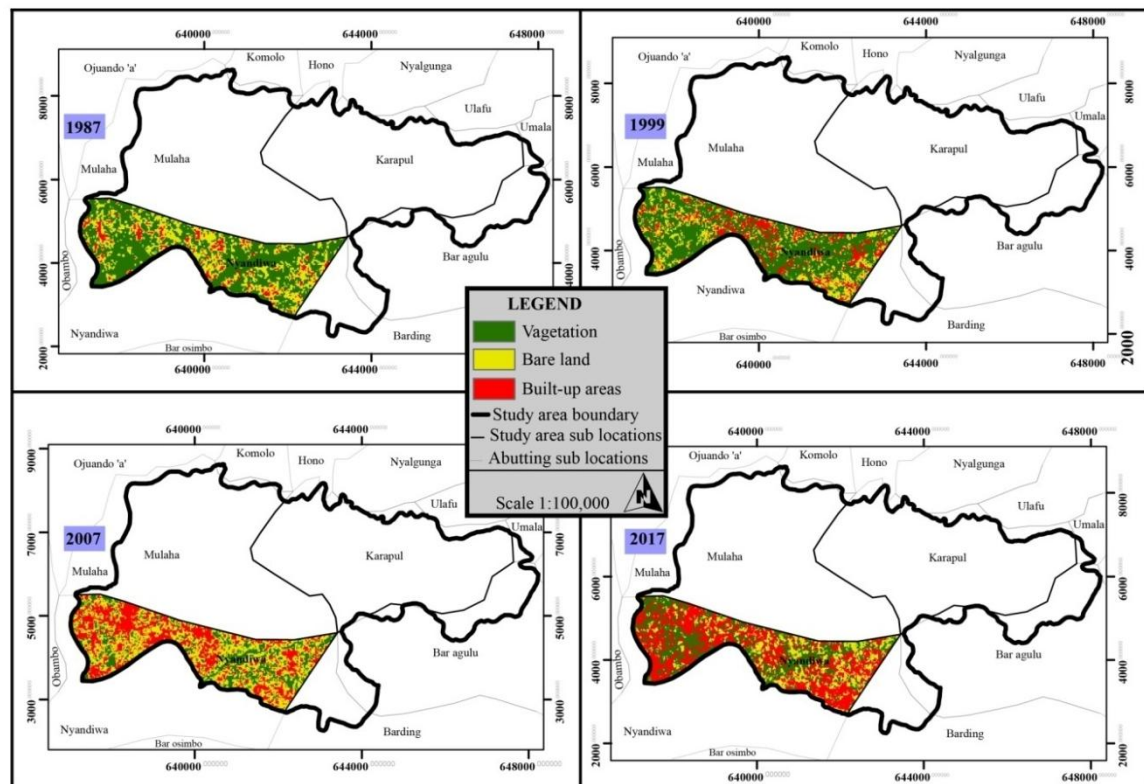 640000 644000 648000
Ojuando 'a'
Komolo
Hono
Nyalgunga
8000
8000
Ulafu
Umala
1987
Mulaha
Mulaha
Karapul
6000
6000
Obambo
Nyandiwa
Bar agulu
4000
4000
Nyandiwa
Barding
Bar osimbo
2000
2000
640000 644000
640000 644000 648000
Ojuando 'a'
Komolo
Hono
Nyalgunga
8000
8000
Ulafu
Umala
1999
Mulaha
Mulaha
Karapul
6000
6000
Obambo
Nyandiwa
Bar agulu
4000
4000
Nyandiwa
Barding
Bar osimbo
2000
640000 644000 648000
LEGEND
Vagetation
Bare land
Built-up areas
Study area boundary
Study area sub locations
Abutting sub locations
Scale 1:100,000
N
640000 644000
9000
Ojuando 'a'
Komolo
Hono
Nyalgunga
Ulafu
Umala
7000
7000
2007
Mulaha
Mulaha
Karapul
5000
5000
Obambo
Nyandiwa
Bar agulu
3000
3000
Nyandiwa
Barding
Bar osimbo
640000 644000 648000
640000 644000 648000
Ojuando 'a'
Komolo
Hono
Nyalgunga
8000
Ulafu
Umala
2017
Mulaha
Mulaha
Karapul
6000
6000
Obambo
Nyandiwa
Bar agulu
4000
4000
Nyandiwa
Barding
Bar osimbo
2000
2000
640000 644000 648000